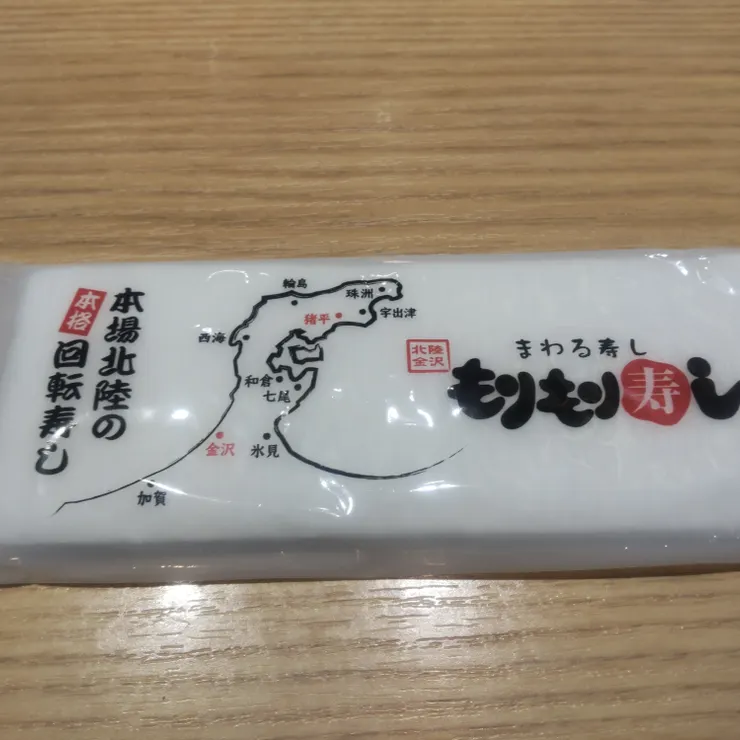 本場北陸の
本格
回転寿し
輪島
珠洲
猪平
宇出津
西海
和倉
七尾
金沢
氷見
加賀
北陸
金沢
まわる寿し
もりもり寿し